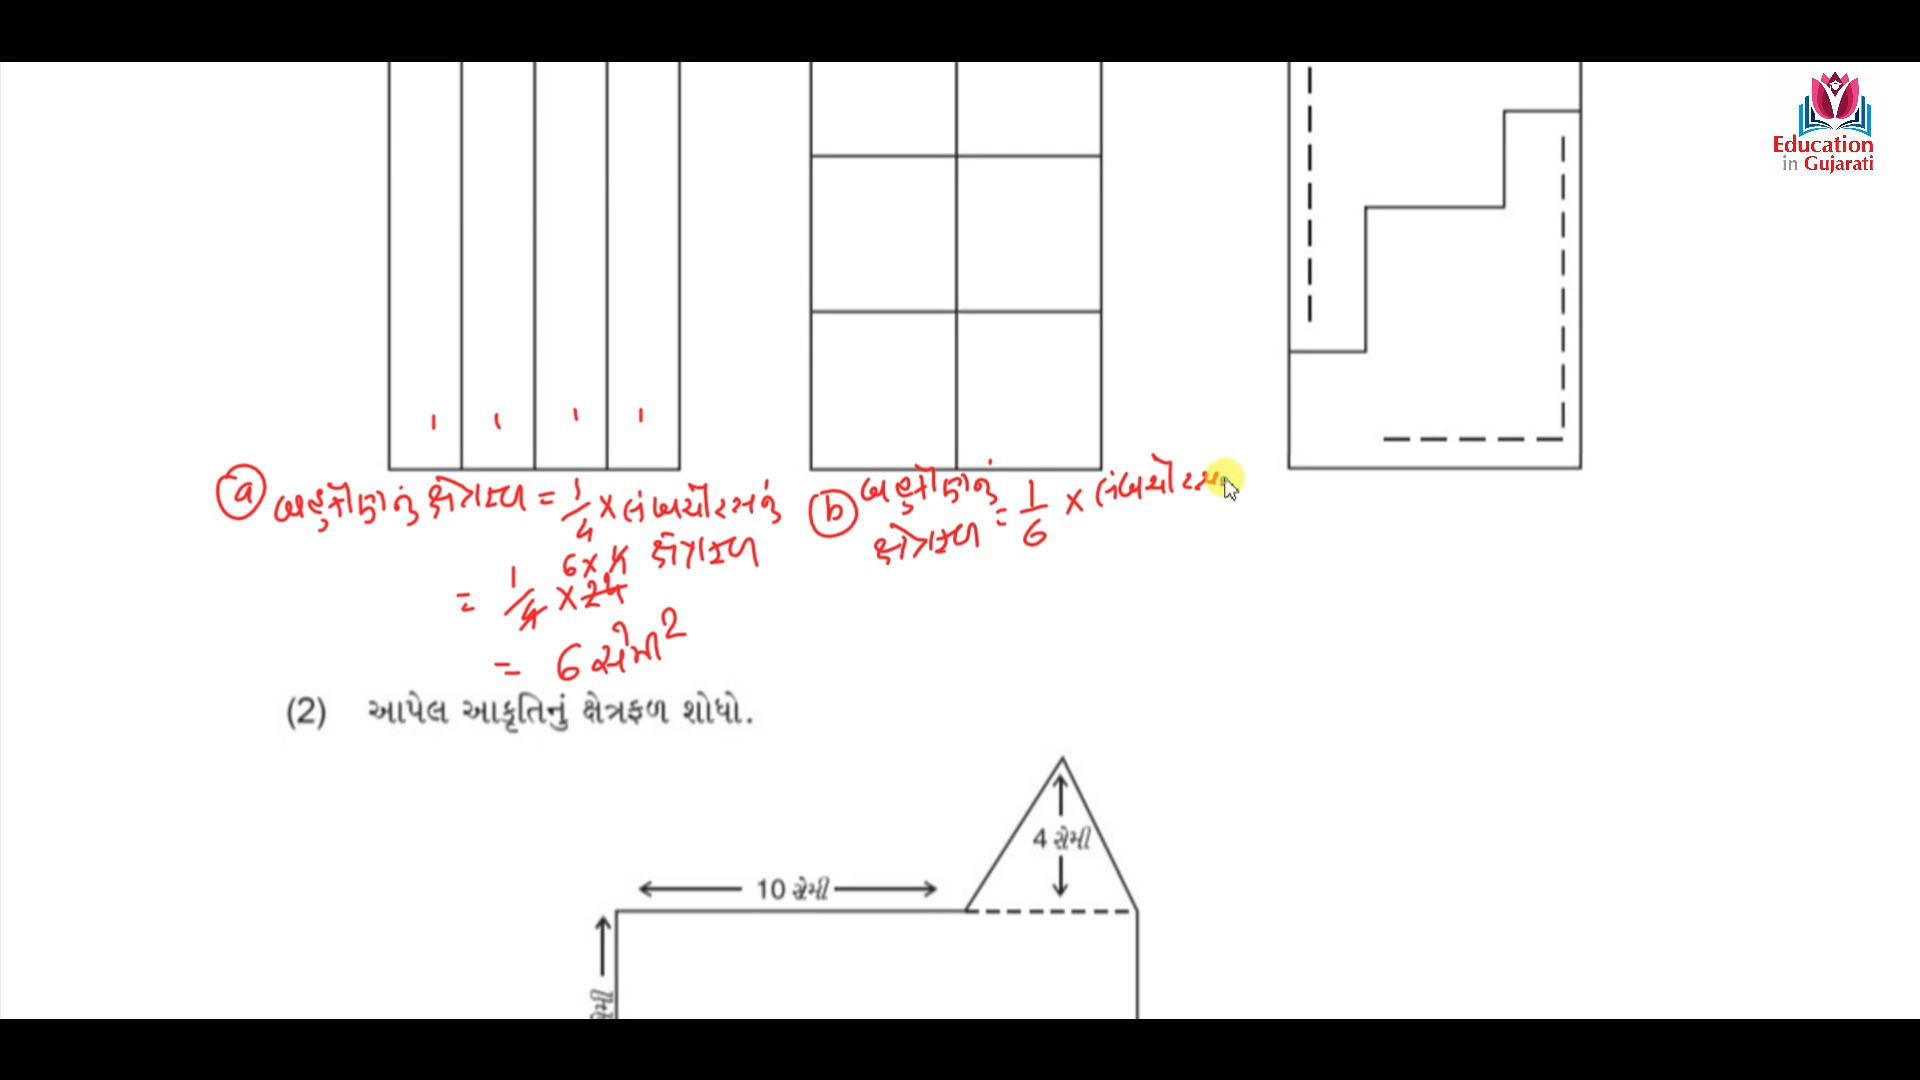 Education
in Gujarati
ⓐ બહુકોણનું ક્ષેત્રફળ = 1/4 × લંબચોરસનું
ક્ષેત્રફળ
= 1/4 × 24
6 × 4
= 6 સેમી²
ⓑ બહુકોણનું
ક્ષેત્રફળ = 1/6 × લંબચોરસ
(2) આપેલ આકૃતિનું ક્ષેત્રફળ શોધો.
4 સેમી
10 સેમી
સેમી